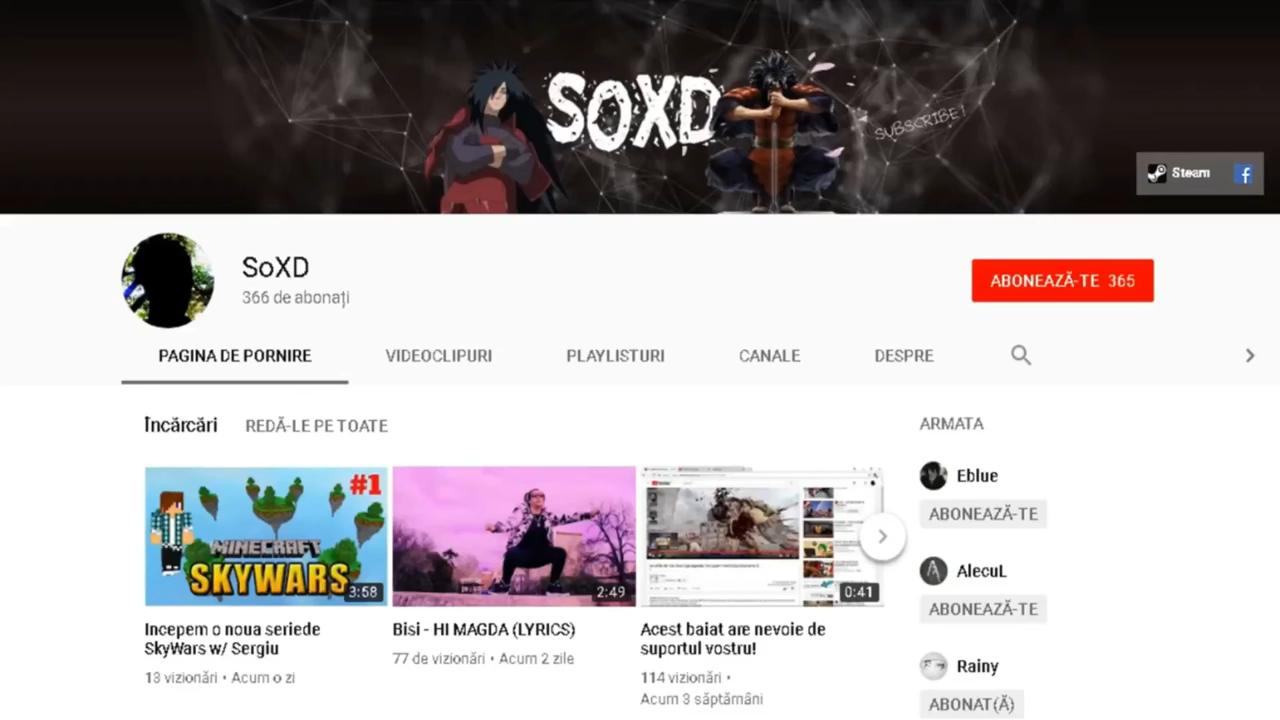 SOXD
SUBSCRIBE!
Steam
SoXD
366 de abonați
ABONEAZĂ-TE 365
PAGINA DE PORNIRE
VIDEOCLIPURI
PLAYLISTURI
CANALE
DESPRE
Încărcări
REDĂ-LE PE TOATE
#1
MINECRAFT
SKYWARS
3:58
Incepem o noua seriede
SkyWars w/ Sergiu
13 vizionări • Acum o zi
2:49
Bisi - HI MAGDA (LYRICS)
77 de vizionări • Acum 2 zile
0:41
Acest baiat are nevoie de
suportul vostru!
114 vizionări •
Acum 3 săptămâni
ARMATA
Eblue
ABONEAZĂ-TE
AlecuL
ABONEAZĂ-TE
Rainy
ABONAT(Ă)